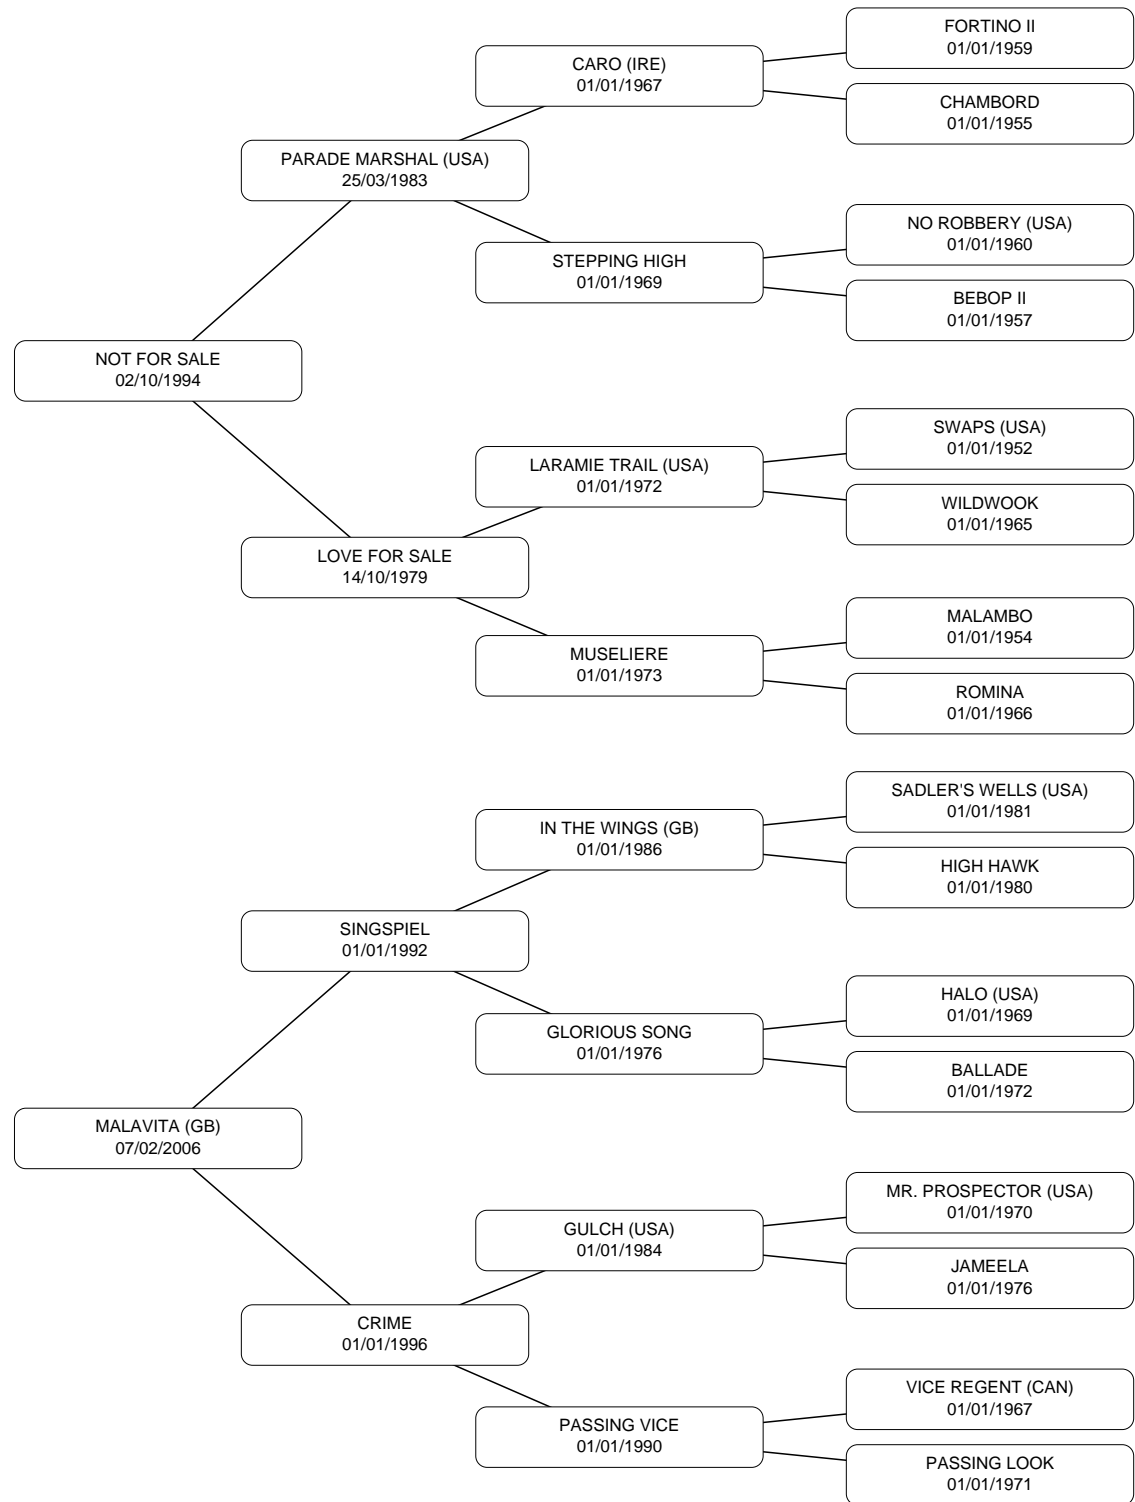 FORTINO II
01/01/1959
CARO (IRE)
01/01/1967
CHAMBORD
01/01/1955
PARADE MARSHAL (USA)
25/03/1983
NO ROBBERY (USA)
01/01/1960
STEPPING HIGH
01/01/1969
BEBOP II
01/01/1957
NOT FOR SALE
02/10/1994
SWAPS (USA)
01/01/1952
LARAMIE TRAIL (USA)
01/01/1972
WILDWOOK
01/01/1965
LOVE FOR SALE
14/10/1979
MALAMBO
01/01/1954
MUSELIERE
01/01/1973
ROMINA
01/01/1966
SADLER'S WELLS (USA)
01/01/1981
IN THE WINGS (GB)
01/01/1986
HIGH HAWK
01/01/1980
SINGSPIEL
01/01/1992
HALO (USA)
01/01/1969
GLORIOUS SONG
01/01/1976
BALLADE
01/01/1972
MALAVITA (GB)
07/02/2006
MR. PROSPECTOR (USA)
01/01/1970
GULCH (USA)
01/01/1984
JAMEELA
01/01/1976
CRIME
01/01/1996
VICE REGENT (CAN)
01/01/1967
PASSING VICE
01/01/1990
PASSING LOOK
01/01/1971